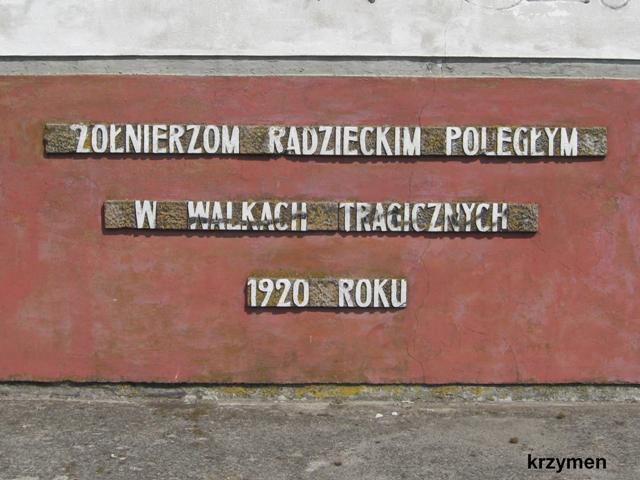 ŻOŁNIERZOM RADZIECKIM POLEGŁYM
W WALKACH TRAGICZNYCH
1920 ROKU
krzymen